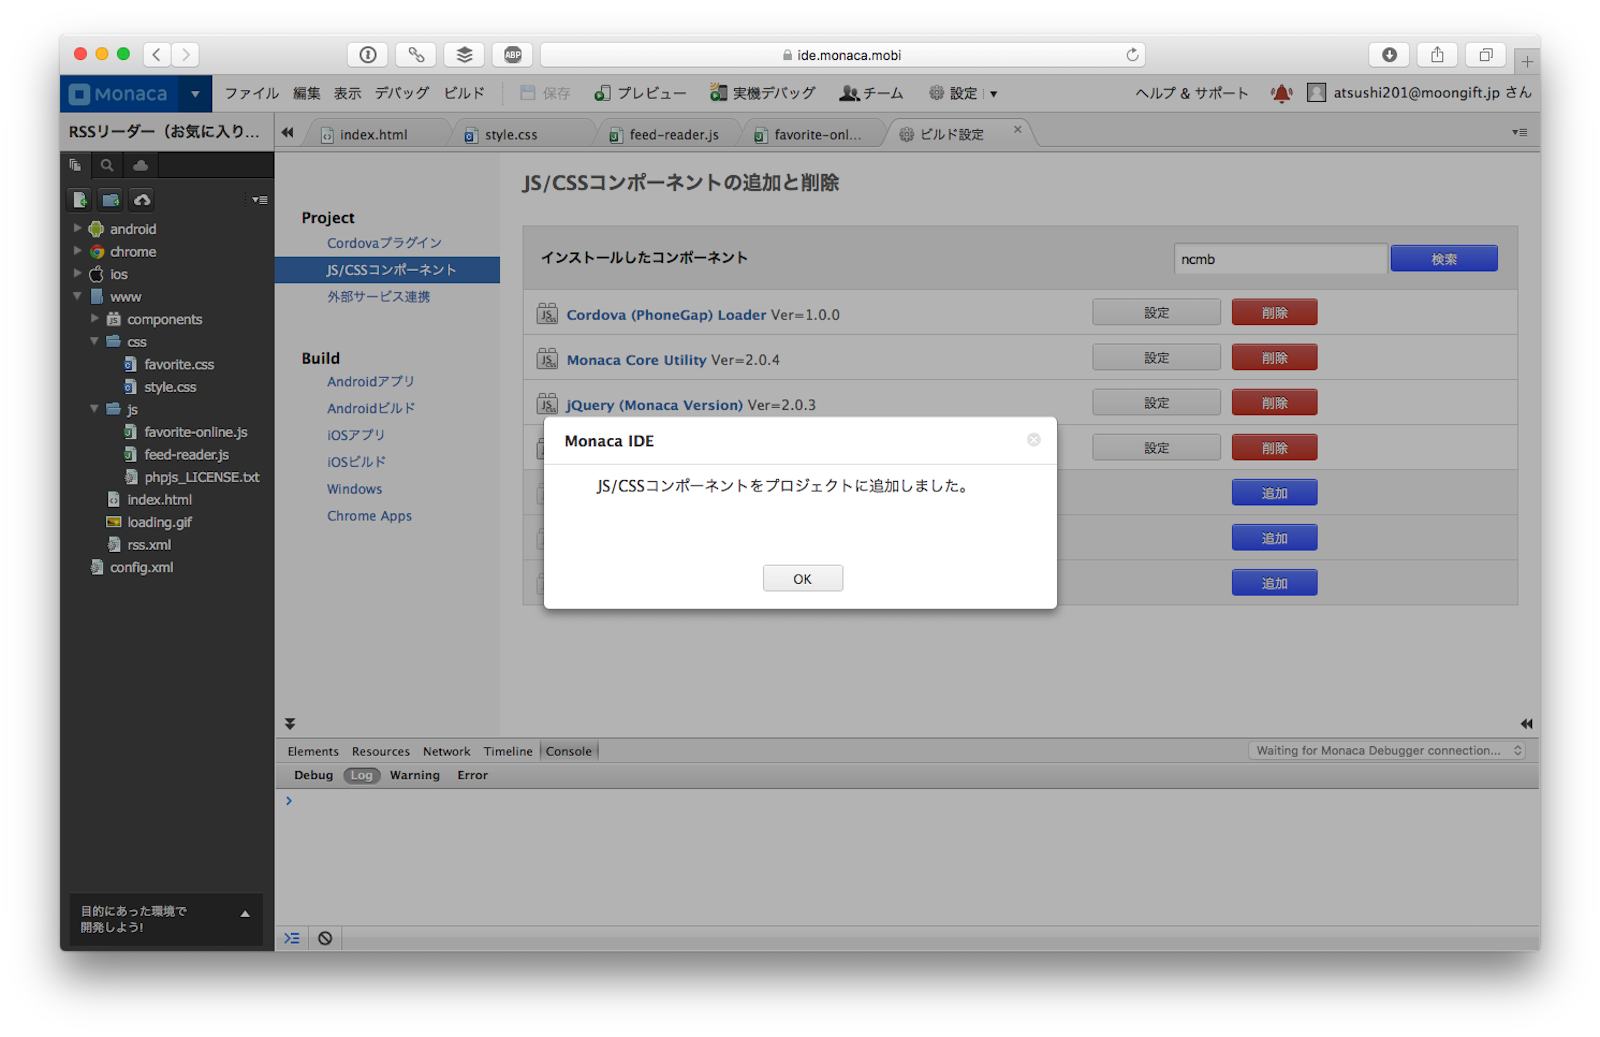 ide.monaca.mobi
Monaca ファイル 編集 表示 デバッグ ビルド 保存 プレビュー 実機デバッグ チーム 設定 ヘルプ & サポート atsushi201@moongift.jp さん
RSSリーダー（お気に入り... index.html style.css feed-reader.js favorite-onl... ビルド設定
android
chrome
ios
www
components
css
favorite.css
style.css
js
favorite-online.js
feed-reader.js
phpjs_LICENSE.txt
index.html
loading.gif
rss.xml
config.xml
目的にあった環境で
開発しよう!
Project
Cordovaプラグイン
JS/CSSコンポーネント
外部サービス連携
Build
Androidアプリ
Androidビルド
iOSアプリ
iOSビルド
Windows
Chrome Apps
JS/CSSコンポーネントの追加と削除
インストールしたコンポーネント ncmb 検索
Cordova (PhoneGap) Loader Ver=1.0.0 設定 削除
Monaca Core Utility Ver=2.0.4 設定 削除
jQuery (Monaca Version) Ver=2.0.3 設定 削除
設定 削除
追加
追加
追加
Monaca IDE
JS/CSSコンポーネントをプロジェクトに追加しました。
OK
Elements Resources Network Timeline Console Waiting for Monaca Debugger connection...
Debug Log Warning Error